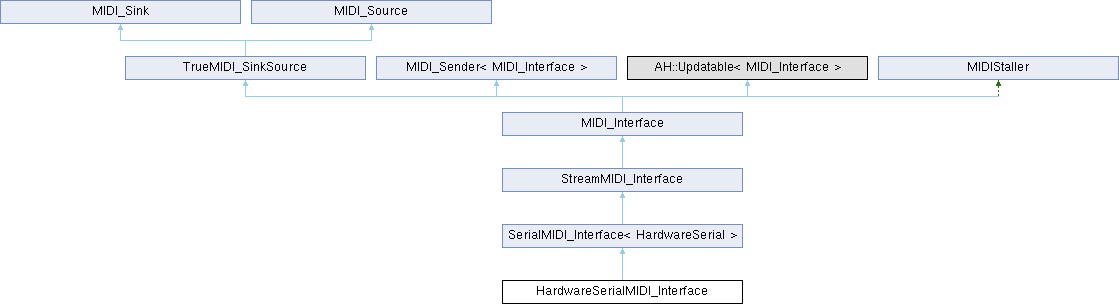 MIDI_Sink
MIDI_Source
TrueMIDI_SinkSource
MIDI_Sender< MIDI_Interface >
AH::Updatable< MIDI_Interface >
MIDIStaller
MIDI_Interface
StreamMIDI_Interface
SerialMIDI_Interface< HardwareSerial >
HardwareSerialMIDI_Interface